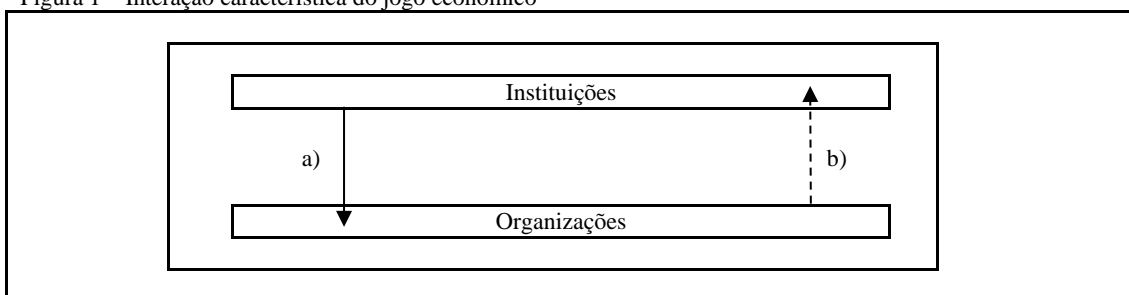 Figura 1 – Interação característica do jogo econômico
Instituições
a)
b)
Organizações